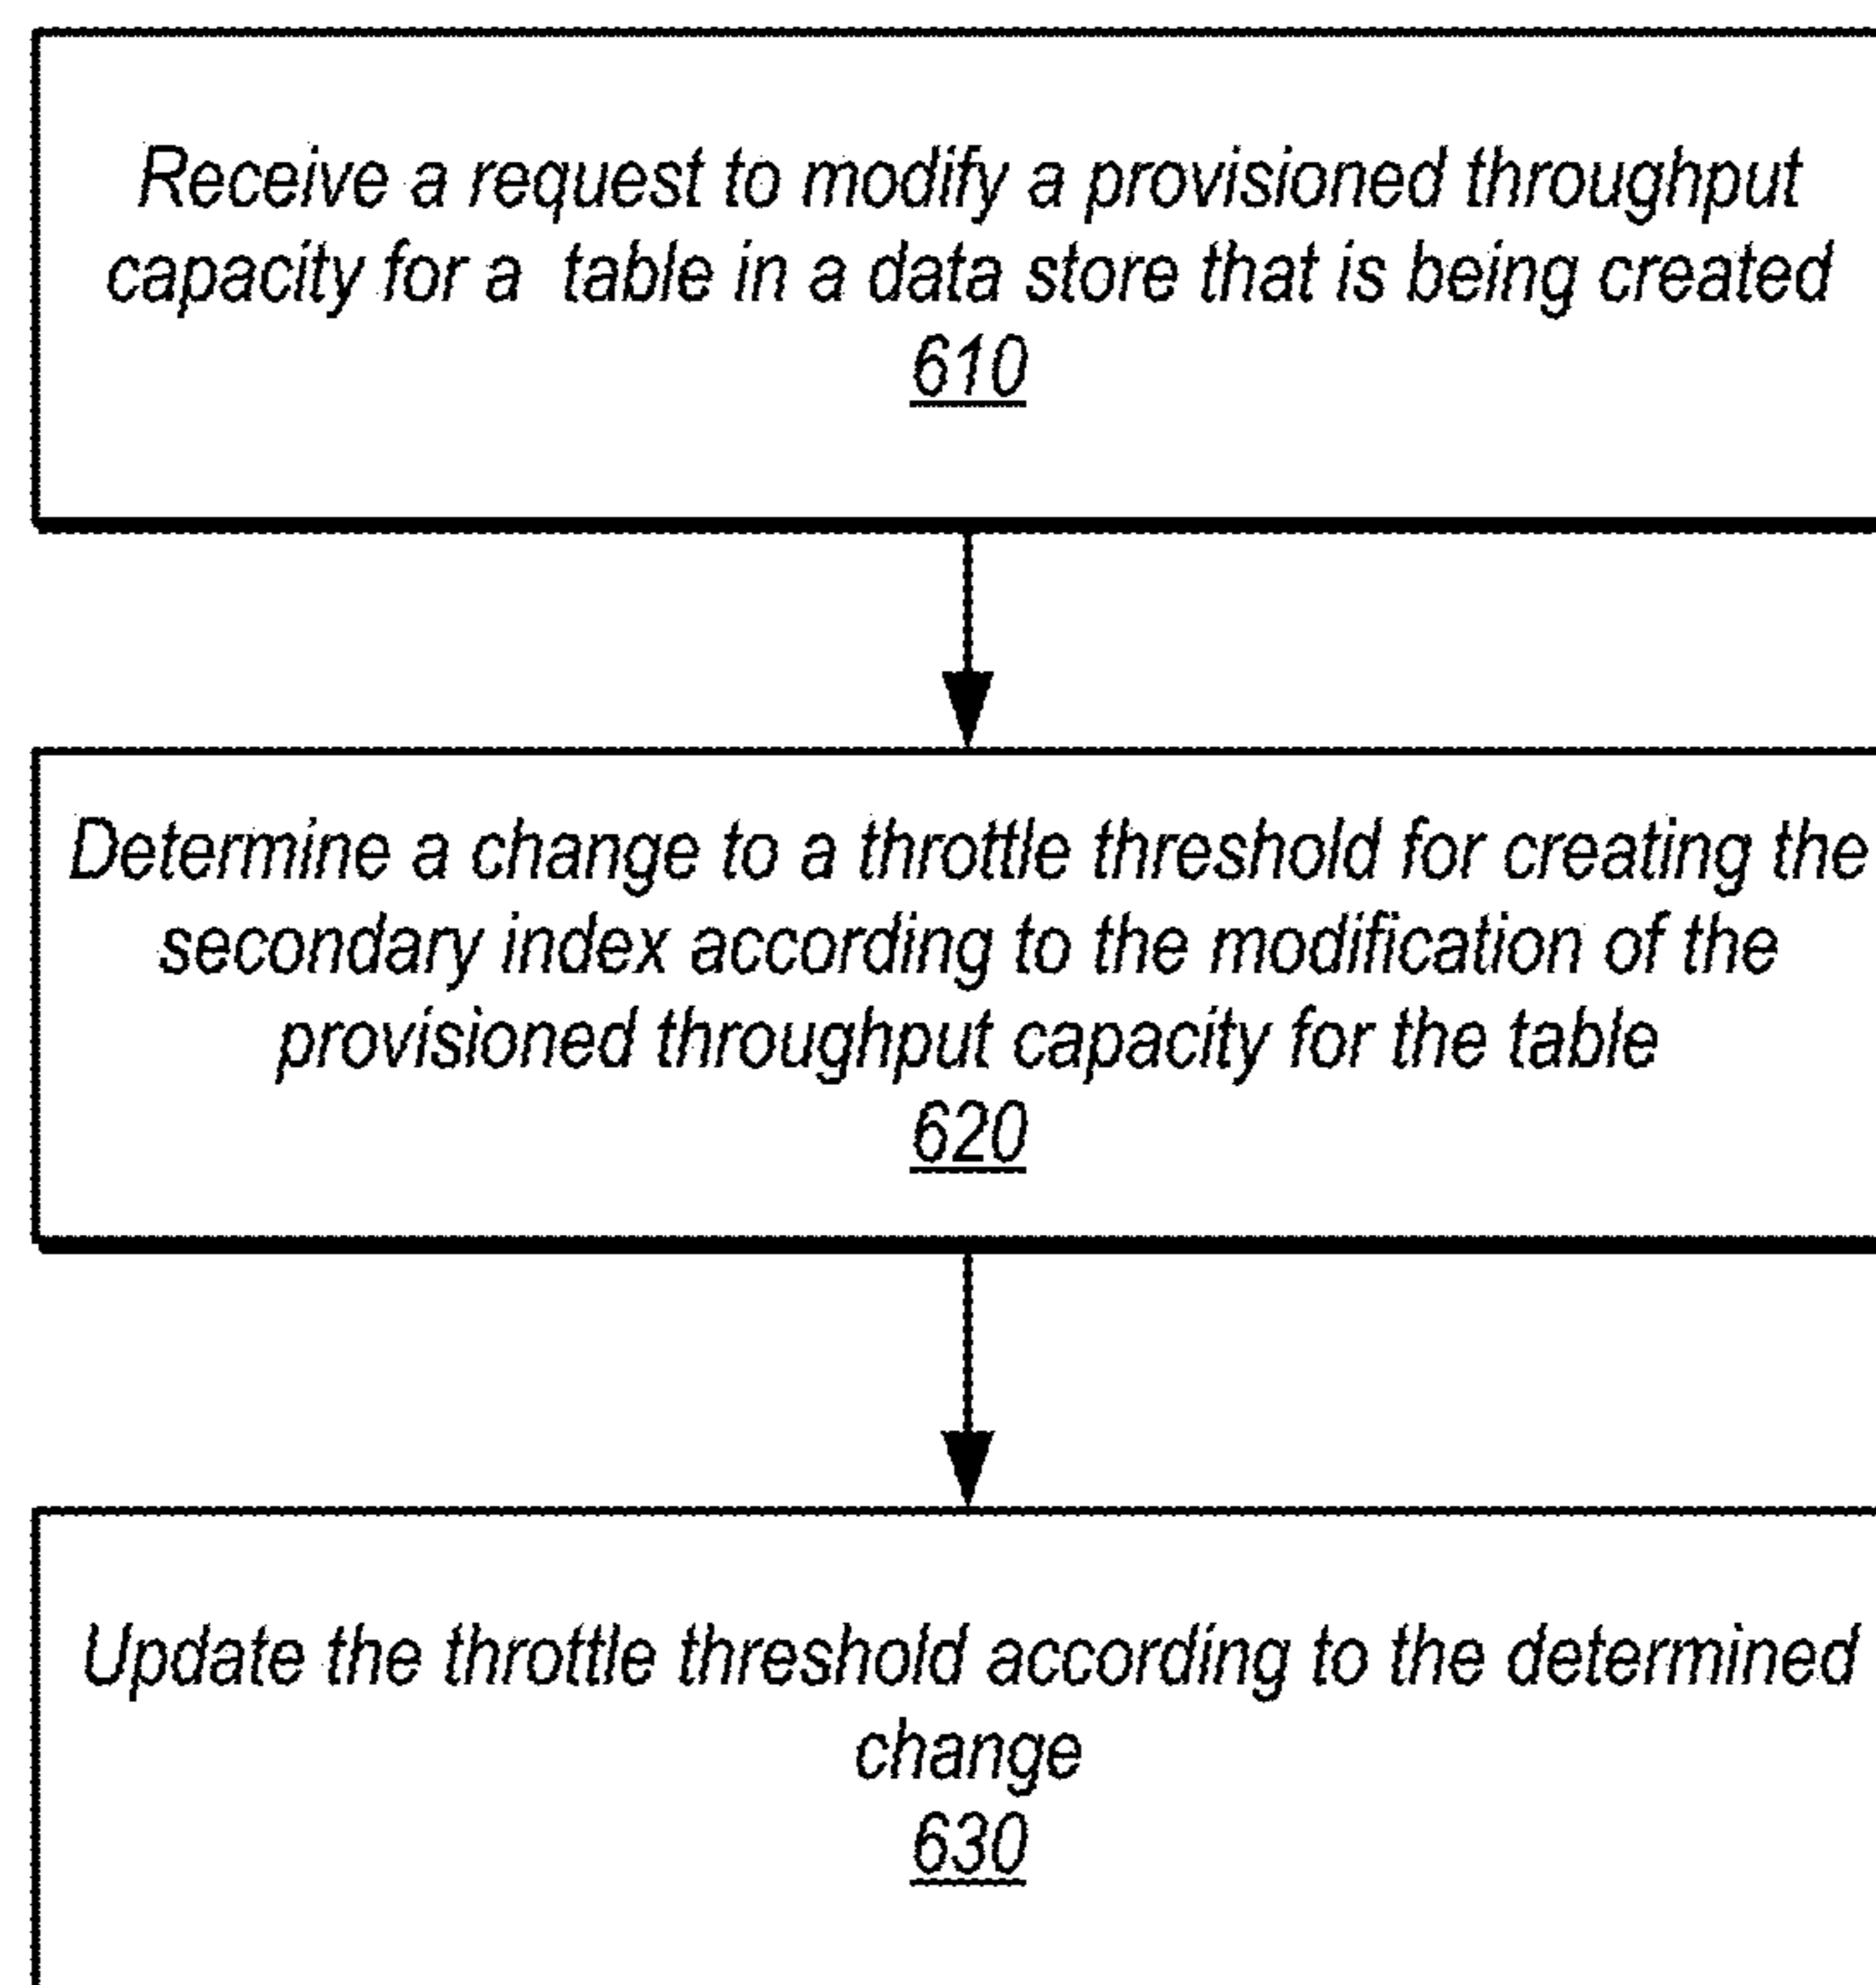 Receive a request to modify a provisioned throughput
capacity for a table in a data store that is being created
610
Determine a change to a throttle threshold for creating the
secondary index according to the modification of the
provisioned throughput capacity for the table
620
Update the throttle threshold according to the determined
change
630